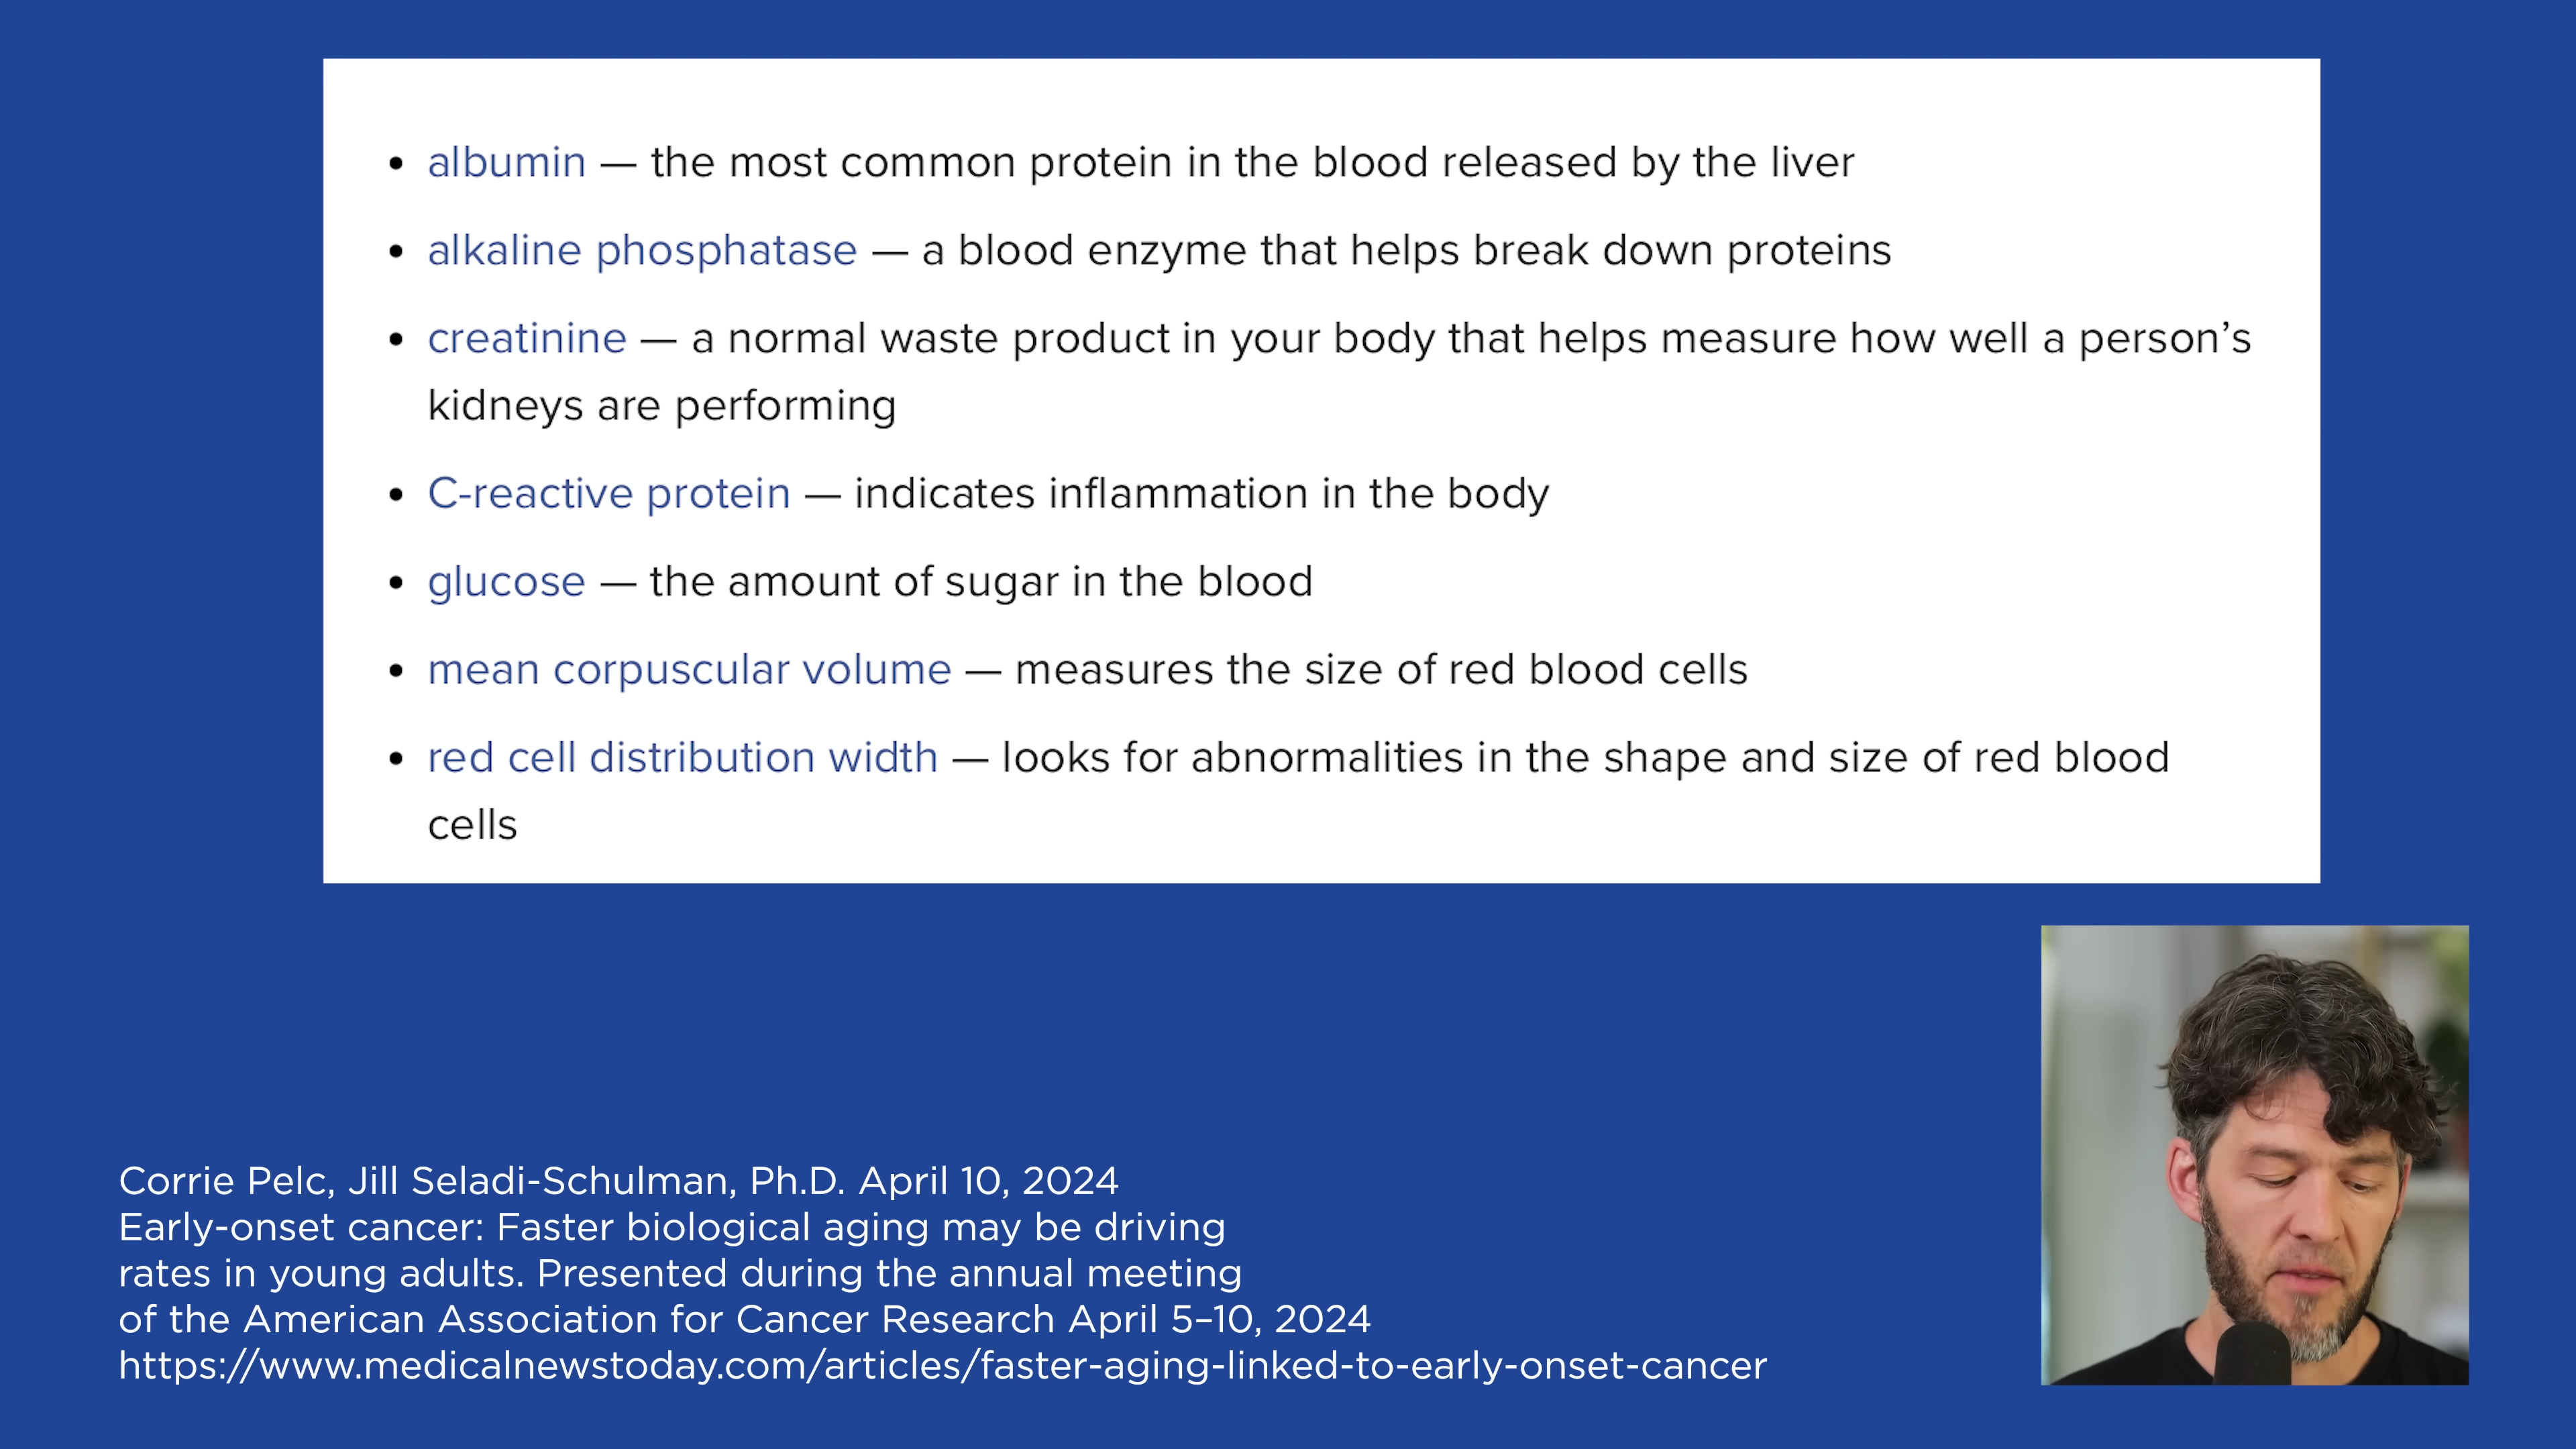 • albumin — the most common protein in the blood released by the liver
• alkaline phosphatase — a blood enzyme that helps break down proteins
• creatinine — a normal waste product in your body that helps measure how well a person’s
kidneys are performing
• C-reactive protein — indicates inflammation in the body
• glucose — the amount of sugar in the blood
• mean corpuscular volume — measures the size of red blood cells
• red cell distribution width — looks for abnormalities in the shape and size of red blood
cells
Corrie Pelc, Jill Seladi-Schulman, Ph.D. April 10, 2024
Early-onset cancer: Faster biological aging may be driving
rates in young adults. Presented during the annual meeting
of the American Association for Cancer Research April 5–10, 2024
https://www.medicalnewstoday.com/articles/faster-aging-linked-to-early-onset-cancer